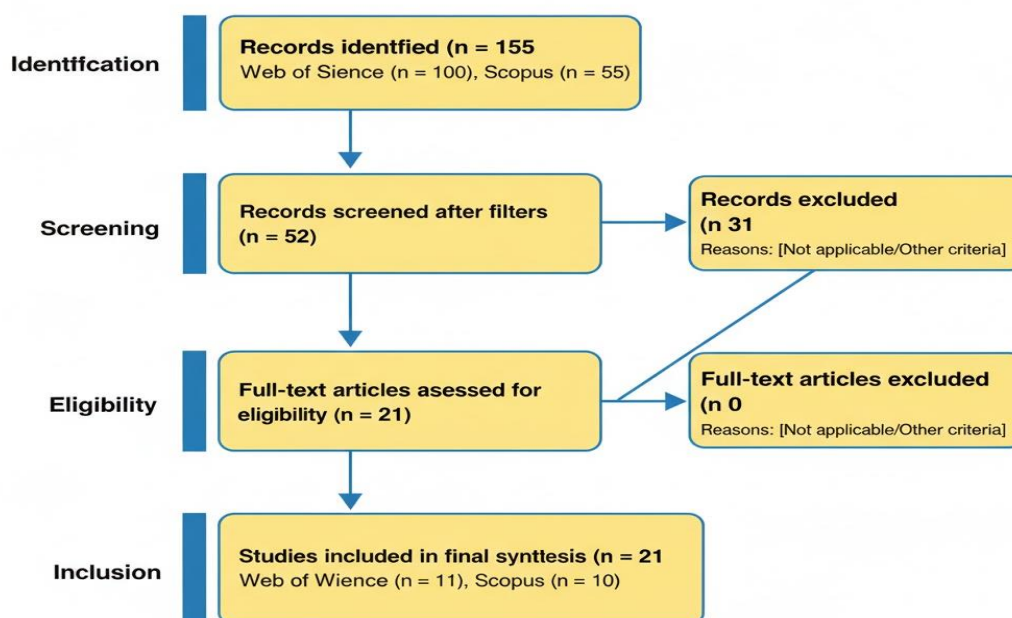 Identffcation
Records identfied (n = 155
Web of Sience (n = 100), Scopus (n = 55)
Screening
Records screened after filters
(n = 52)
Records excluded
(n 31
Reasons: [Not applicable/Other criteria]
Eligibility
Full-text articles asessed for
eligibility (n = 21)
Full-text articles excluded
(n 0
Reasons: [Not applicable/Other criteria]
Inclusion
Studies included in final synttesis (n = 21
Web of Wience (n = 11), Scopus (n = 10)